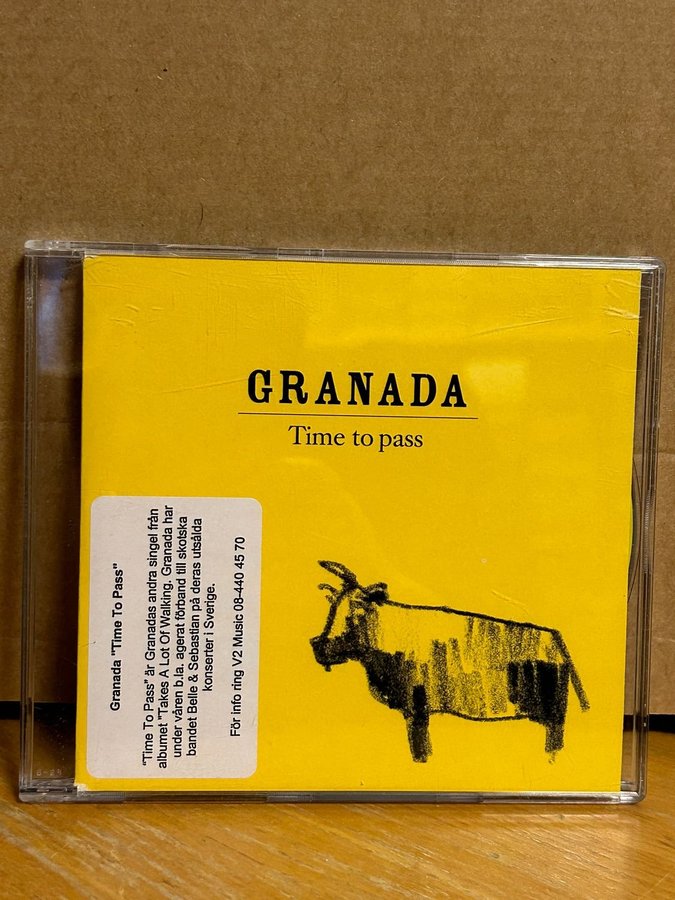 GRANADA
Time to pass
Granada "Time To Pass"
"Time To Pass" är Granadas andra singel från
albumet "Takes A Lot Of Walking. Granada har
under våren b.la. agerat förband till skotska
bandet Belle & Sebastian på deras utsålda
konserter i Sverige.
För info ring V2 Music 08-440 45 70